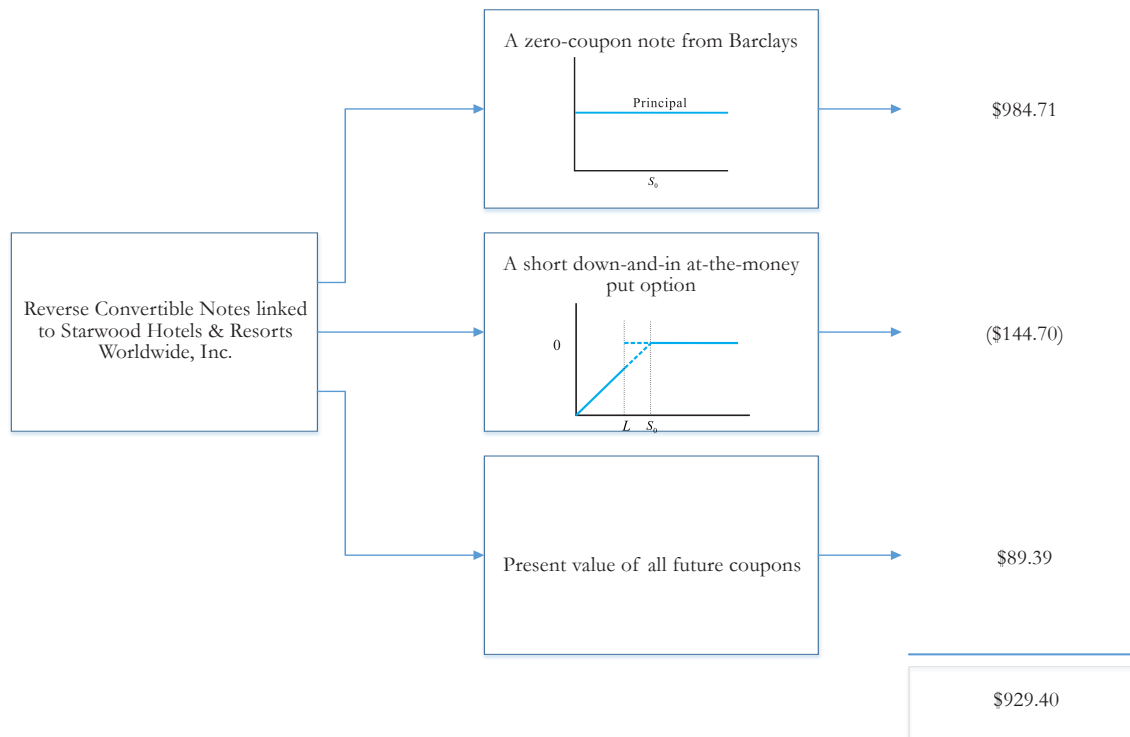 A zero-coupon note from Barclays
Principal
S₀
$984.71
Reverse Convertible Notes linked
to Starwood Hotels & Resorts
Worldwide, Inc.
A short down-and-in at-the-money
put option
0
L S₀
($144.70)
Present value of all future coupons
$89.39
$929.40